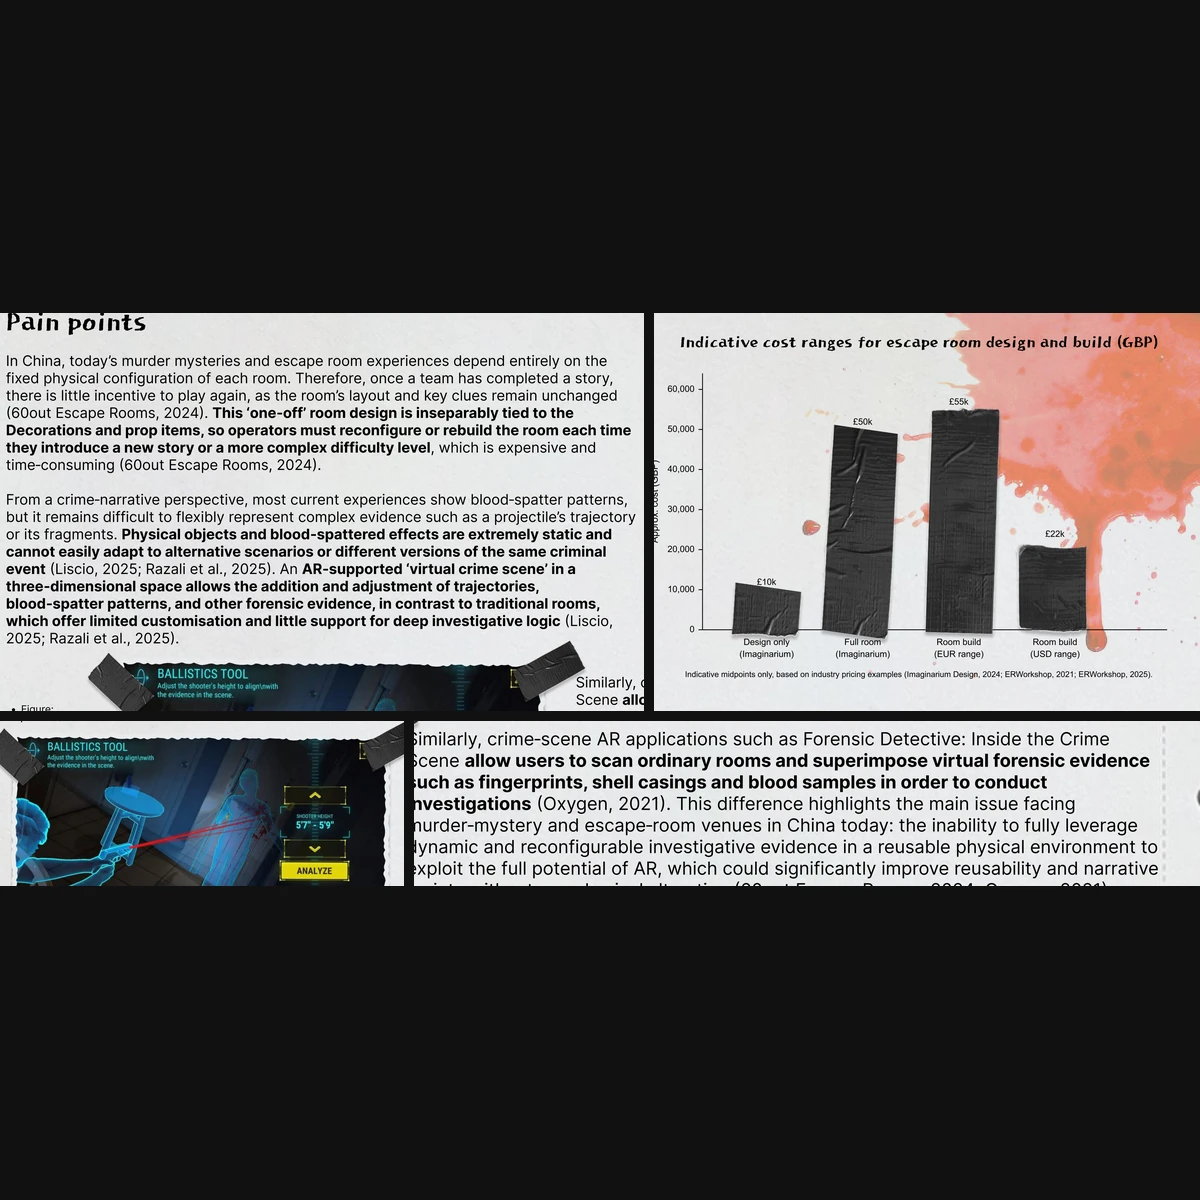 Pain points
In China, today’s murder mysteries and escape room experiences depend entirely on the
fixed physical configuration of each room. Therefore, once a team has completed a story,
there is little incentive to play again, as the room’s layout and key clues remain unchanged
(60out Escape Rooms, 2024). This ‘one-off’ room design is inseparably tied to the
Decorations and prop items, so operators must reconfigure or rebuild the room each time
they introduce a new story or a more complex difficulty level, which is expensive and
time-consuming (60out Escape Rooms, 2024).
From a crime-narrative perspective, most current experiences show blood-spatter patterns,
but it remains difficult to flexibly represent complex evidence such as a projectile’s trajectory
or its fragments. Physical objects and blood-spattered effects are extremely static and
cannot easily adapt to alternative scenarios or different versions of the same criminal
event (Liscio, 2025; Razali et al., 2025). An AR-supported ‘virtual crime scene’ in a
three-dimensional space allows the addition and adjustment of trajectories,
blood-spatter patterns, and other forensic evidence, in contrast to traditional rooms,
which offer limited customisation and little support for deep investigative logic (Liscio,
2025; Razali et al., 2025).
BALLISTICS TOOL
Adjust the shooter's height to align\nwith
the evidence in the scene.
Similarly,
Scene
• Figure:
Indicative cost ranges for escape room design and build (GBP)
60,000
50,000
40,000
30,000
20,000
10,000
0
£10k
£50k
£55k
£22k
Design only
(Imaginarium)
Full room
(Imaginarium)
Room build
(EUR range)
Room build
(USD range)
Indicative midpoints only, based on industry pricing examples (Imaginarium Design, 2024; ERWorkshop, 2021; ERWorkshop, 2025).
BALLISTICS TOOL
Adjust the shooter's height to align\nwith
the evidence in the scene.
SHOOTER HEIGHT
5'7" - 5'9"
ANALYZE
Similarly, crime-scene AR applications such as Forensic Detective: Inside the Crime
Scene allow users to scan ordinary rooms and superimpose virtual forensic evidence
such as fingerprints, shell casings and blood samples in order to conduct
investigations (Oxygen, 2021). This difference highlights the main issue facing
murder-mystery and escape-room venues in China today: the inability to fully leverage
dynamic and reconfigurable investigative evidence in a reusable physical environment to
exploit the full potential of AR, which could significantly improve reusability and narrative